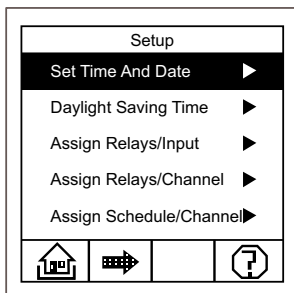 Setup
Set Time And Date
Daylight Saving Time
Assign Relays/Input
Assign Relays/Channel
Assign Schedule/Channel
?